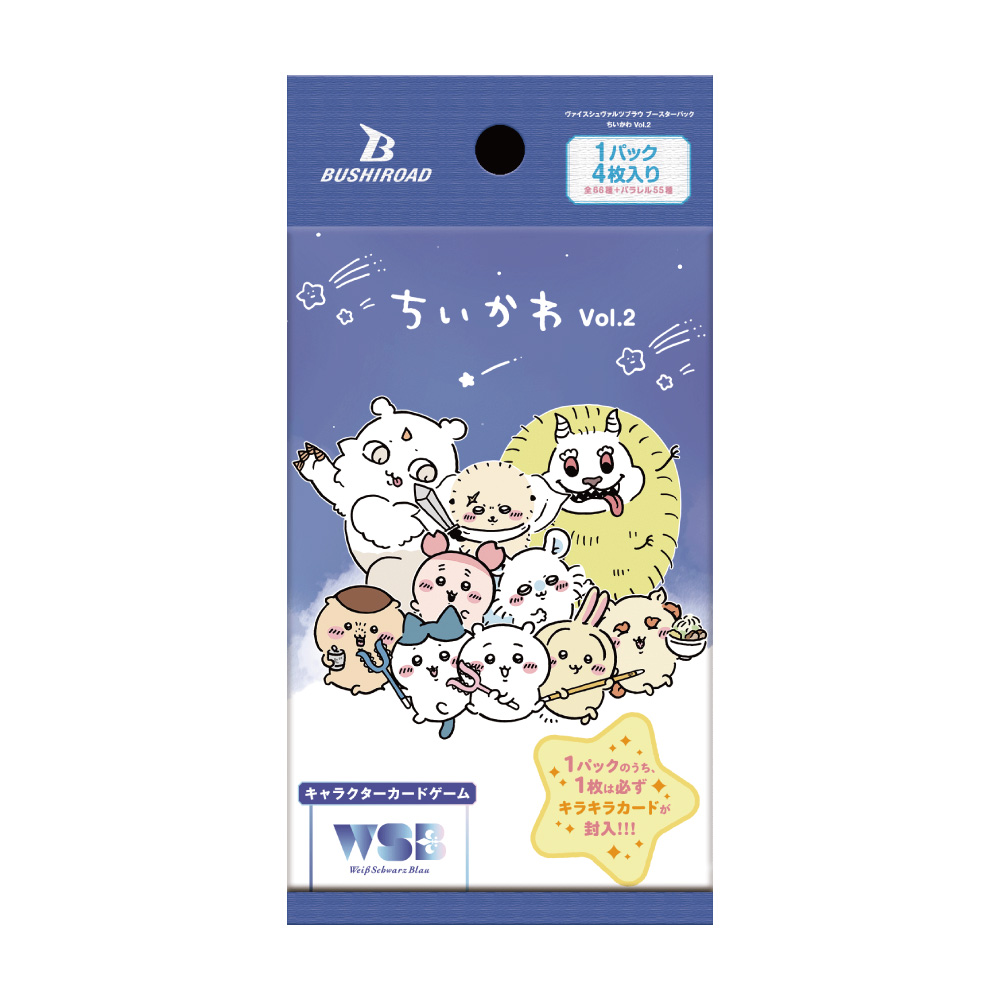 BUSHIROAD
ヴァイスシュヴァルツブラウ ブースターパック
ちいかわ Vol.2
1パック
4枚入り
全66種+パラレル55種
ちいかわ Vol.2
1パックのうち、
1枚は必ず
キラキラカードが
封入!!!
キャラクターカードゲーム
WSB
Weiß Schwarz Blau